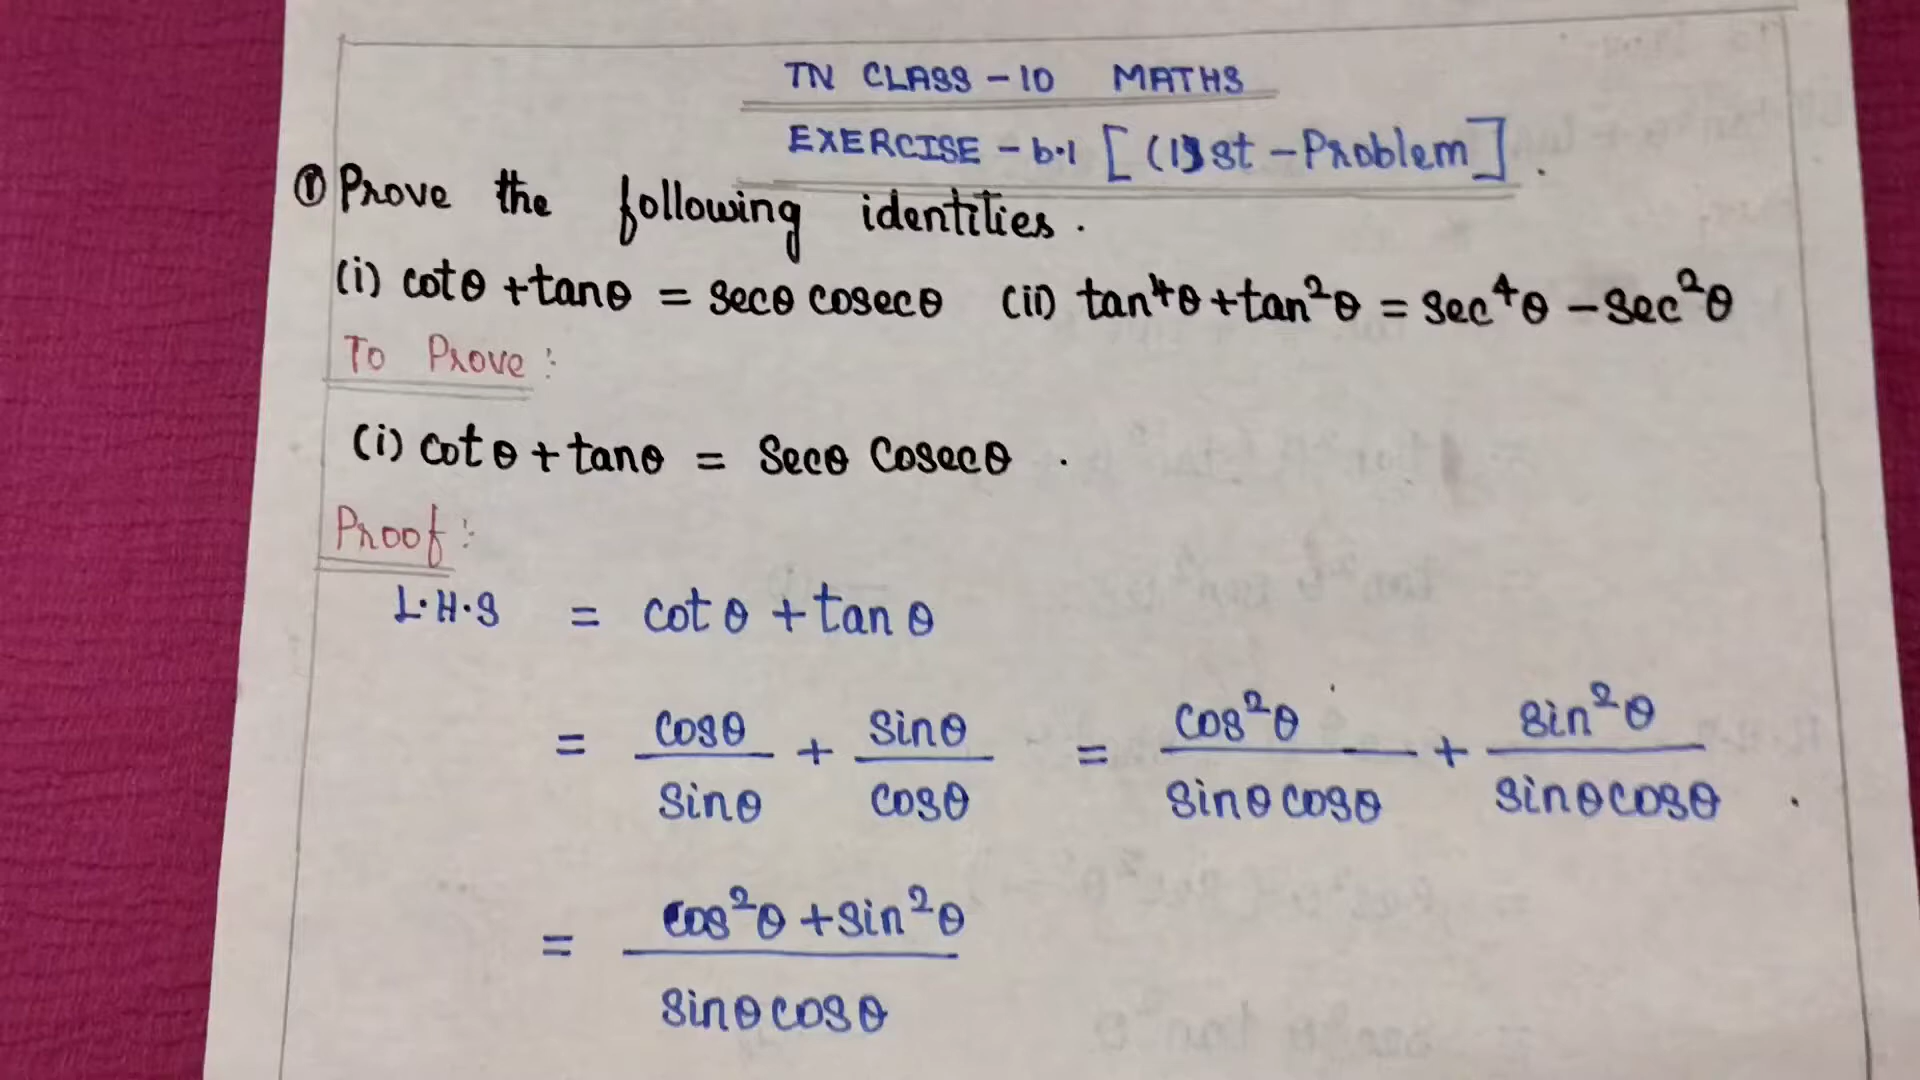 TN CLASS - 10 MATHS
EXERCISE - 6.1 [(1)st - Problem].
① Prove the following identities.
(i) cotθ + tanθ = secθ cosecθ (ii) tan⁴θ + tan²θ = sec⁴θ - sec²θ
To Prove:
(i) cotθ + tanθ = Secθ Cosecθ.
Proof:
L.H.S = cotθ + tanθ
= cosθ/sinθ + sinθ/cosθ = cos²θ/sinθcosθ + sin²θ/sinθcosθ.
= cos²θ + sin²θ/sinθcosθ